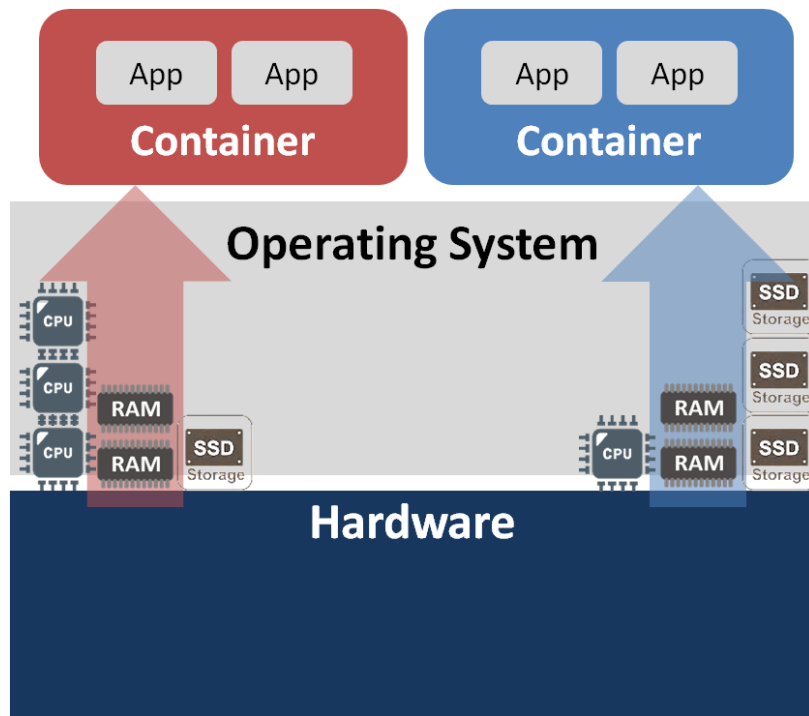 App App
Container
App App
Container
Operating System
CPU
CPU
CPU
RAM
RAM
SSD
Storage
SSD
Storage
SSD
Storage
SSD
Storage
RAM
RAM
CPU
Hardware